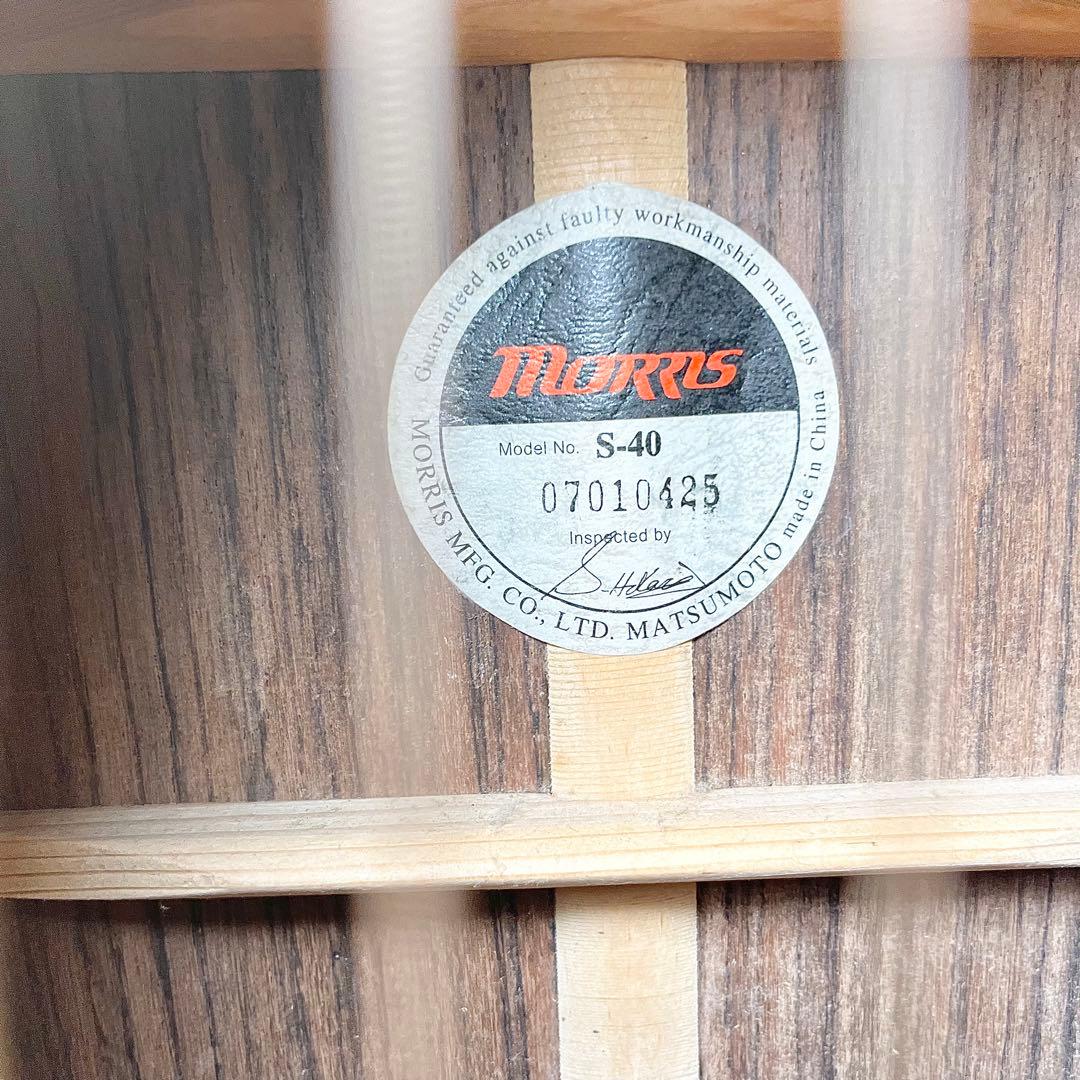 Guaranteed against faulty workmanship materials
MORRIS
Model No. S-40
07010425
Inspected by
MORRIS MFG. CO., LTD. MATSUMOTO made in China